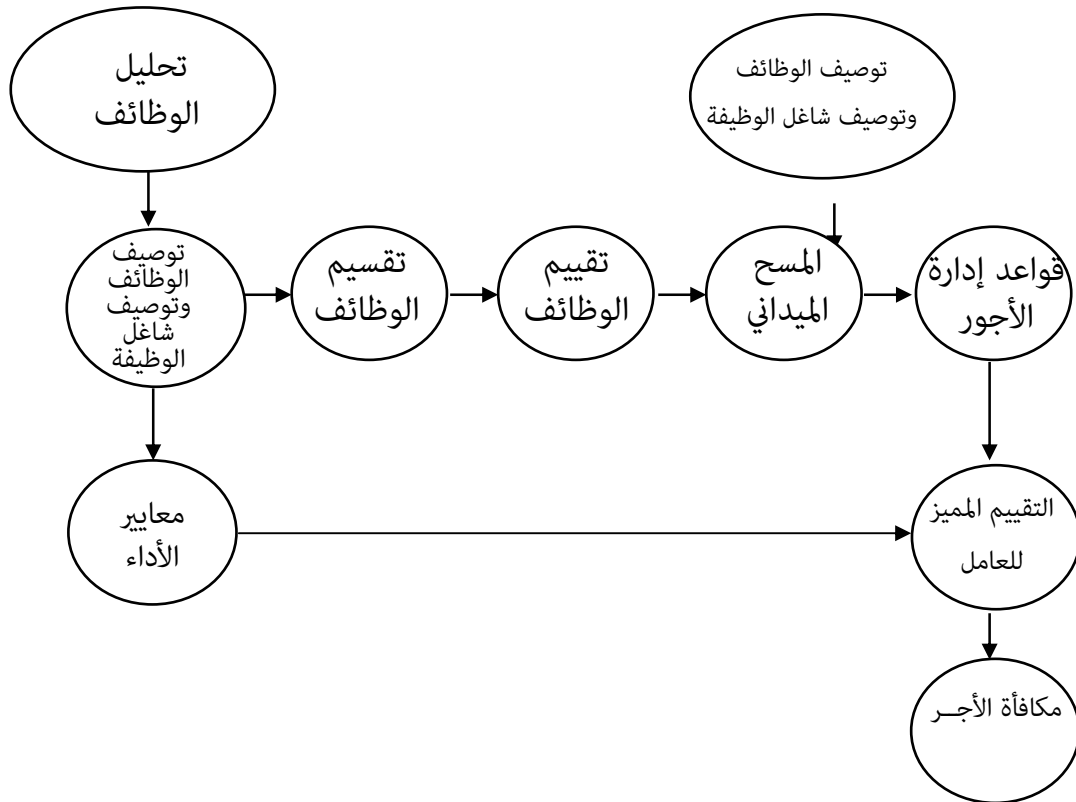 تحليل
الوظائف
توصيف الوظائف
وتوصيف شاغل الوظيفة
توصيف
الوظائف
وتوصيف
شاغل
الوظيفة
تقسيم
الوظائف
تقييم
الوظائف
المسح
الميداني
قواعد إدارة
الأجور
معايير
الأداء
التقييم المميز
للعامل
مكافأة الأجــر